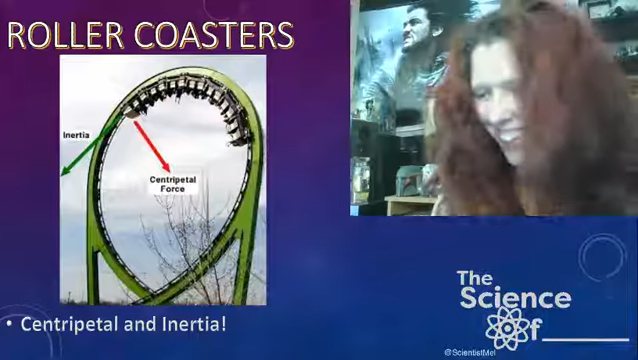 ROLLER COASTERS
Inertia
Centripetal
Force
• Centripetal and Inertia!
The
Science
Of
@ScientistMel